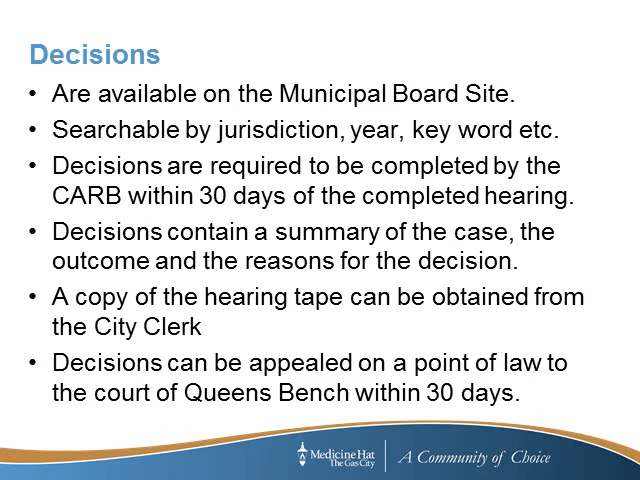 Decisions
• Are available on the Municipal Board Site.
• Searchable by jurisdiction, year, key word etc.
• Decisions are required to be completed by the
CARB within 30 days of the completed hearing.
• Decisions contain a summary of the case, the
outcome and the reasons for the decision.
• A copy of the hearing tape can be obtained from
the City Clerk
• Decisions can be appealed on a point of law to
the court of Queens Bench within 30 days.
Medicine Hat
The Gas City
A Community of Choice